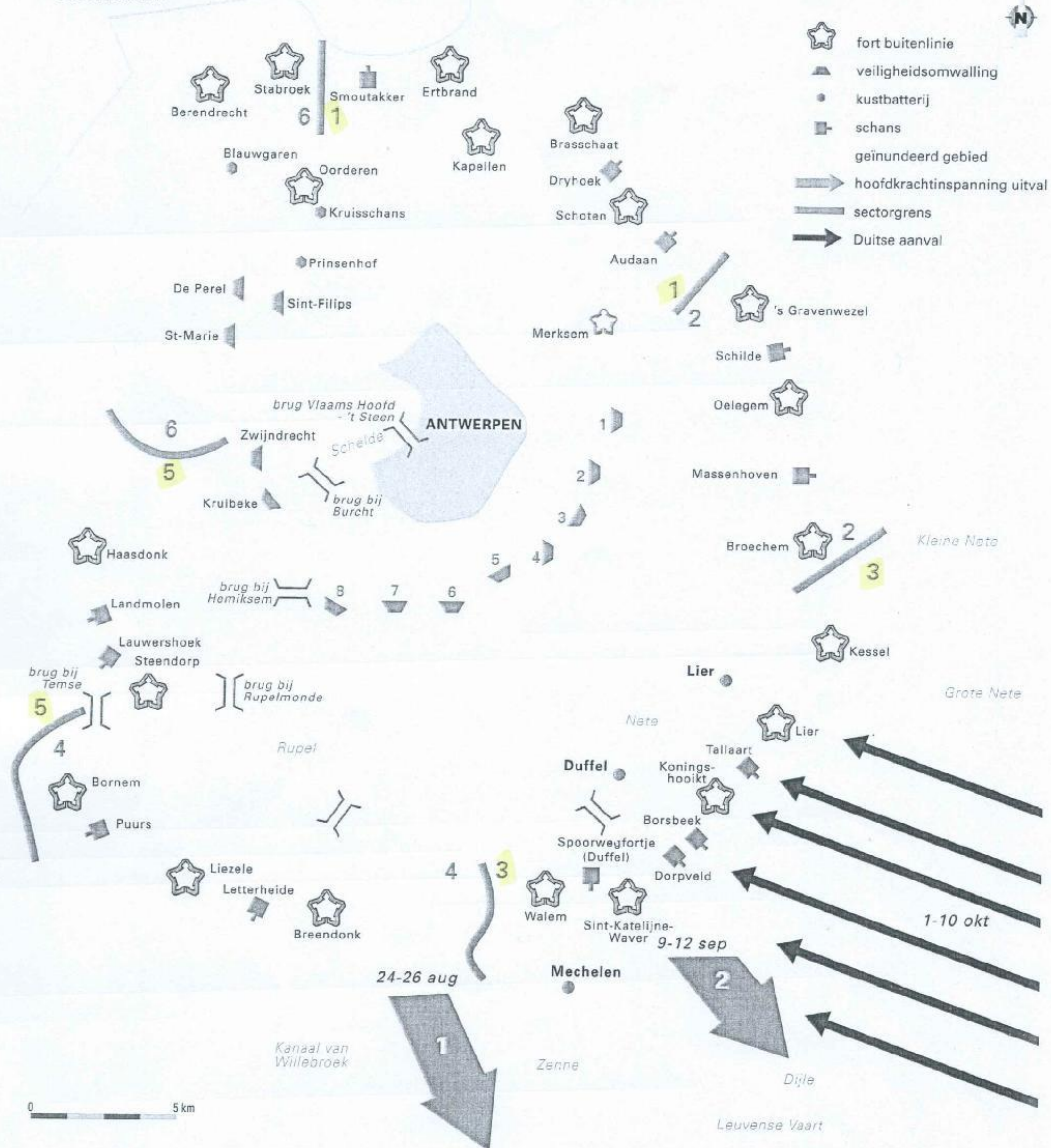 N
fort buitenlinie
veiligheidsomwalling
kustbatterij
schans
geïnundeerd gebied
hoofdkrachtinspanning uitval
sectorgrens
Duitse aanval
Stabroek
Berendrecht
6 1
Smoutakker
Ertbrand
Kapellen
Brasschaat
Blauwgaren
Oorderen
Kruisschans
Dryhoek
Schoten
Audaan
Prinsenhof
De Perel
Sint-Filips
St-Marie
1
2
's Gravenwezel
Merksem
Schilde
Oelegem
brug Vlaams Hoofd
- 't Steen
ANTWERPEN
Schelde
6
5
Zwijndrecht
Kruibeke
brug bij
Burcht
1
2
3
4
5
6
7
8
Massenhoven
Broechem
2
3
Kleine Nete
Haasdonk
brug bij
Hemiksem
Landmolen
Lauwershoek
Steendorp
brug bij
Temse
brug bij
Rupelmonde
5
4
Kessel
Lier
Grote Nete
Nete
Rupel
Lier
Tallaart
Duffel
Konings-
hooikt
Bornem
Puurs
Borsbeek
Spoorwegfortje
(Duffel)
Dorpveld
Liezele
Letterheide
Breendonk
4 3
Walem
Sint-Katelijne-
Waver
9-12 sep
1-10 okt
24-26 aug
Mechelen
2
1
Kanaal van
Willebroek
Zenne
Dijle
Leuvense Vaart
0 5 km